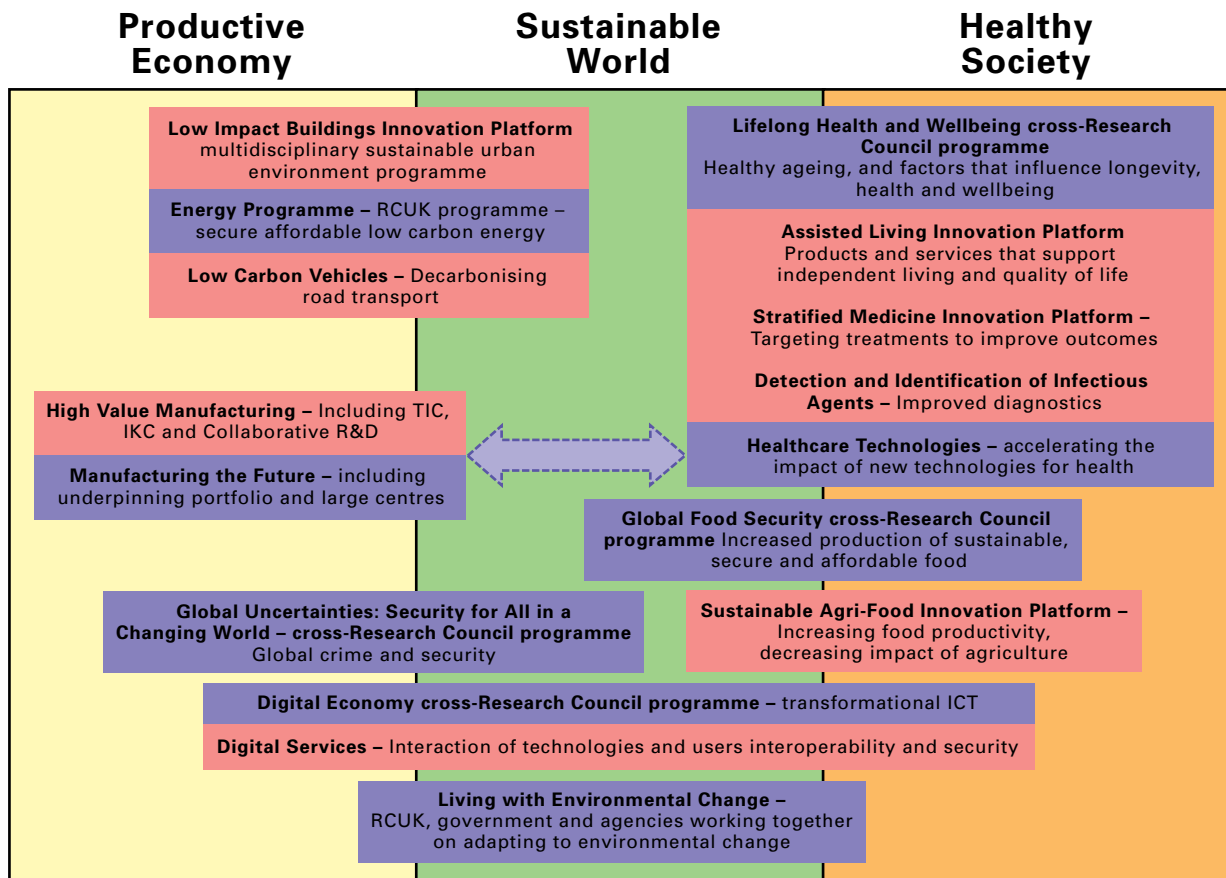 Productive
Economy
Sustainable
World
Healthy
Society
Low Impact Buildings Innovation Platform
multidisciplinary sustainable urban
environment programme
Energy Programme – RCUK programme –
secure affordable low carbon energy
Low Carbon Vehicles – Decarbonising
road transport
Lifelong Health and Wellbeing cross-Research
Council programme
Healthy ageing, and factors that influence longevity,
health and wellbeing
Assisted Living Innovation Platform
Products and services that support
independent living and quality of life
Stratified Medicine Innovation Platform –
Targeting treatments to improve outcomes
Detection and Identification of Infectious
Agents – Improved diagnostics
Healthcare Technologies – accelerating the
impact of new technologies for health
High Value Manufacturing – Including TIC,
IKC and Collaborative R&D
Manufacturing the Future – including
underpinning portfolio and large centres
Global Food Security cross-Research Council
programme Increased production of sustainable,
secure and affordable food
Global Uncertainties: Security for All in a
Changing World – cross-Research Council programme
Global crime and security
Sustainable Agri-Food Innovation Platform –
Increasing food productivity,
decreasing impact of agriculture
Digital Economy cross-Research Council programme – transformational ICT
Digital Services – Interaction of technologies and users interoperability and security
Living with Environmental Change –
RCUK, government and agencies working together
on adapting to environmental change